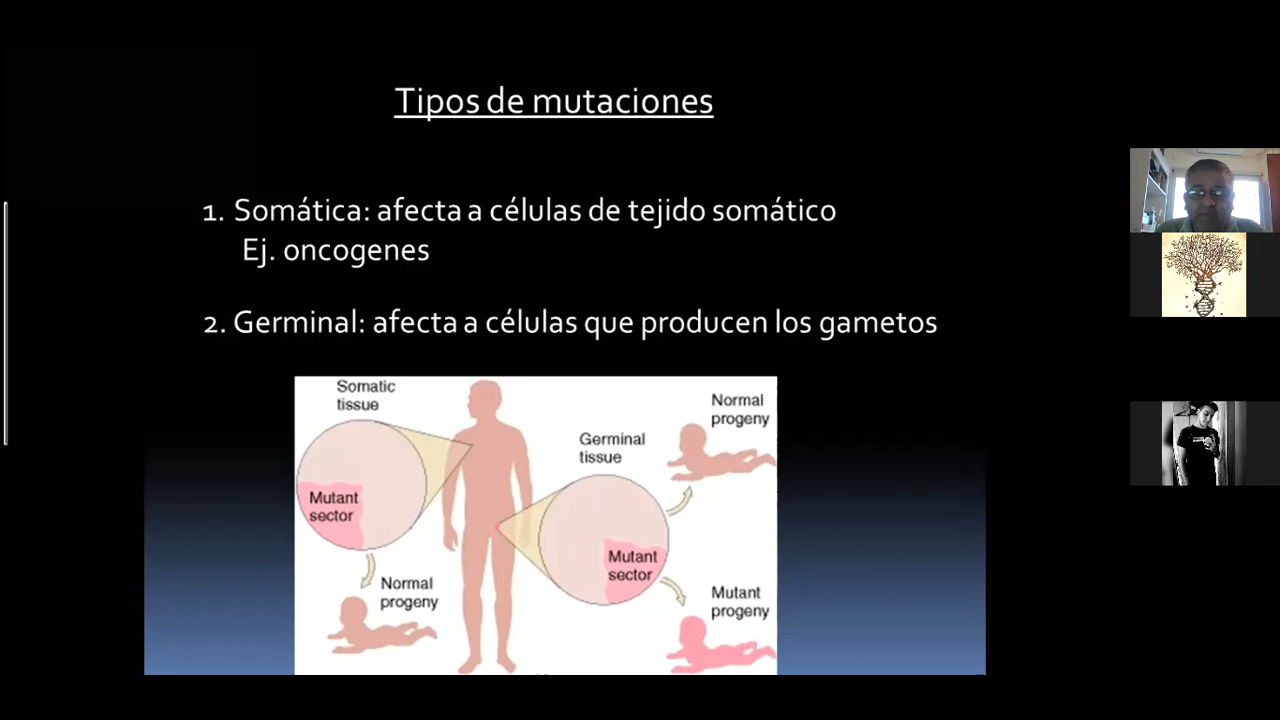 Tipos de mutaciones
1. Somática: afecta a células de tejido somático
Ej. oncogenes
2. Germinal: afecta a células que producen los gametos
Somatic
tissue
Mutant
sector
Normal
progeny
Germinal
tissue
Mutant
sector
Normal
progeny
Mutant
progeny